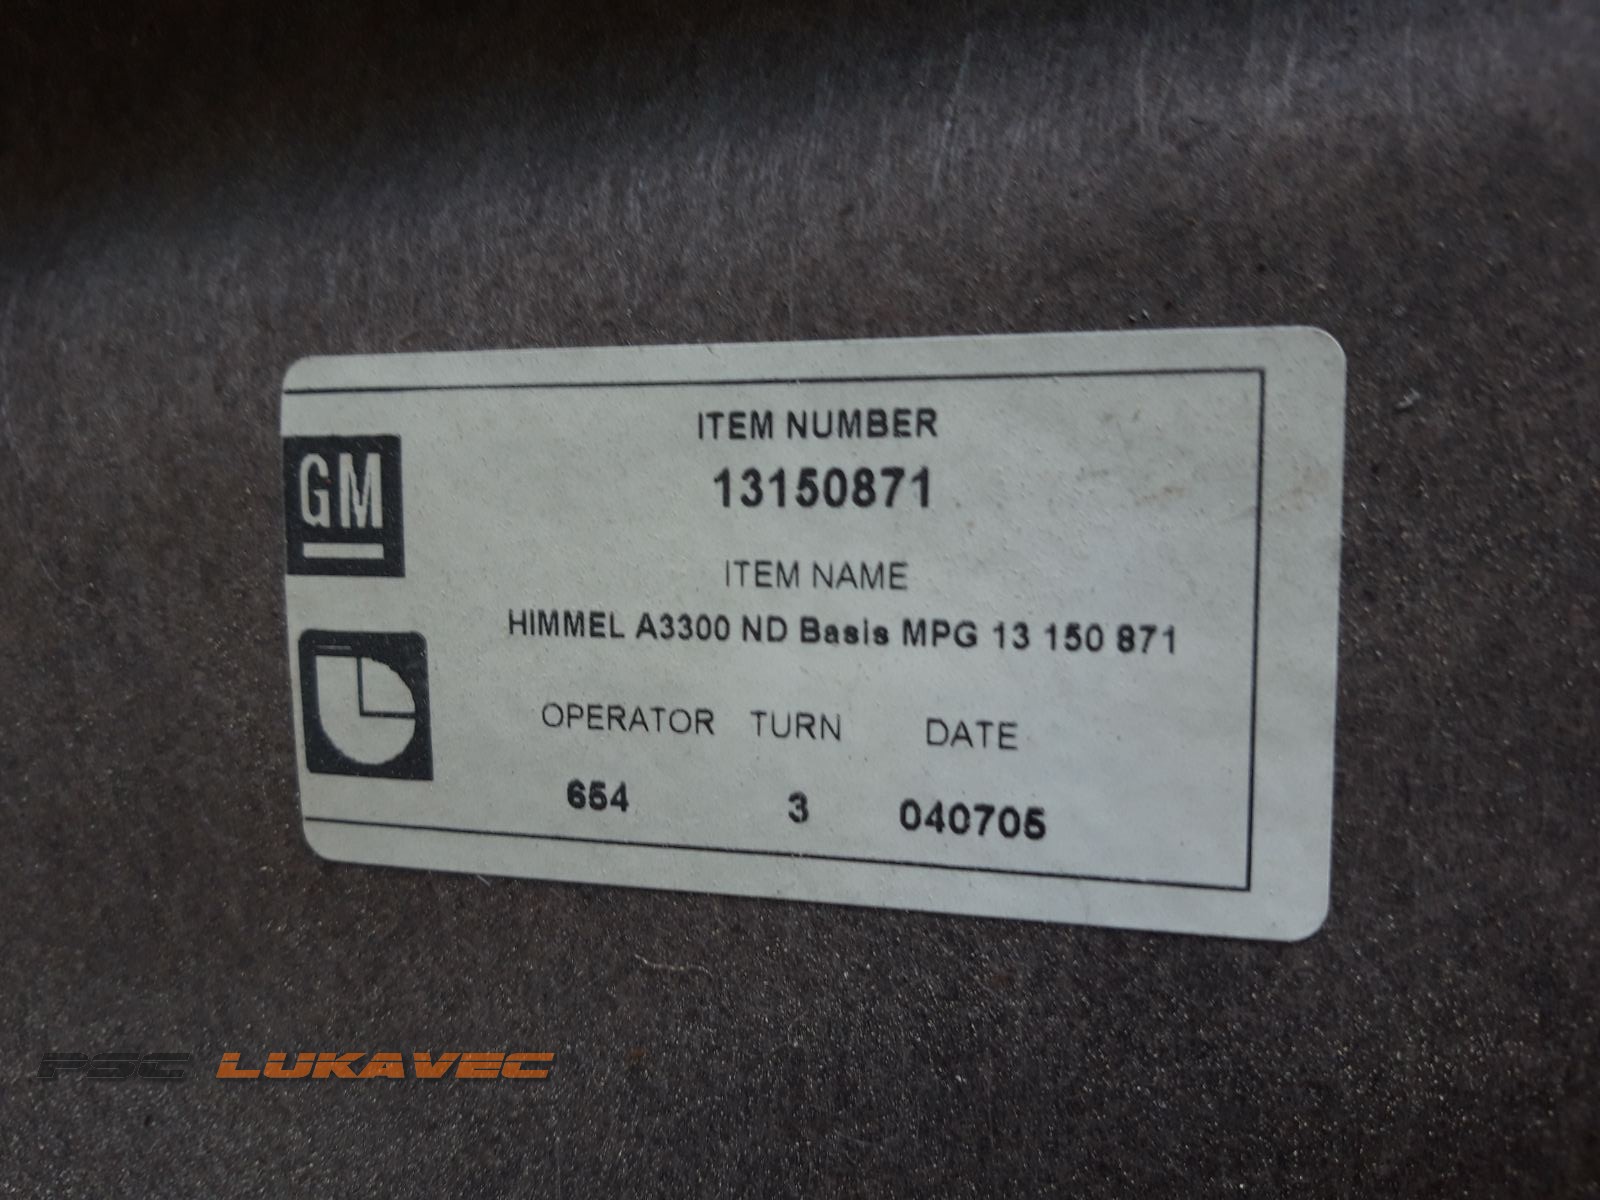 ITEM NUMBER
13150871
GM
ITEM NAME
HIMMEL A3300 ND Basis MPG 13 150 871
OPERATOR TURN DATE
654 3 040705
PSC LUKAVEC